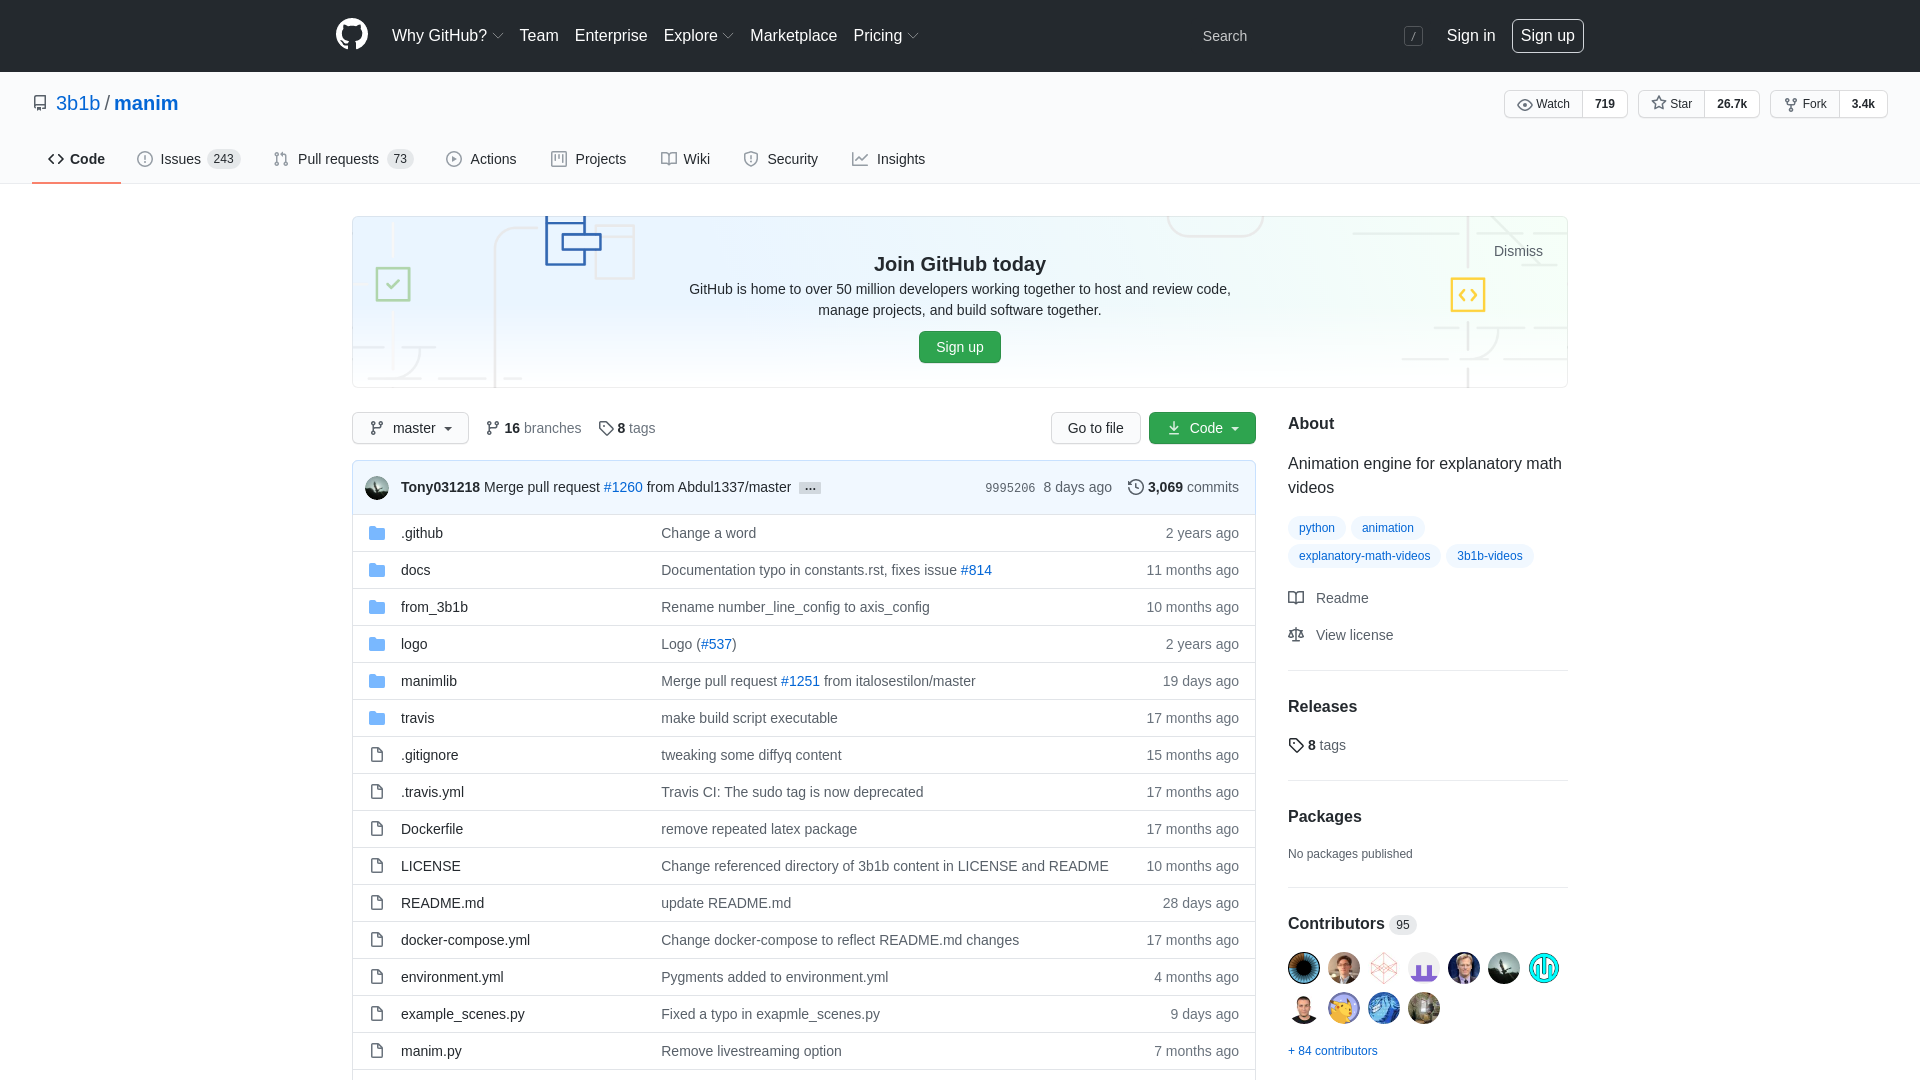 Why GitHub? Team Enterprise Explore Marketplace Pricing Search / Sign in Sign up
3b1b / manim Watch 719 Star 26.7k Fork 3.4k
Code Issues 243 Pull requests 73 Actions Projects Wiki Security Insights
Dismiss
Join GitHub today
GitHub is home to over 50 million developers working together to host and review code,
manage projects, and build software together.
Sign up
master 16 branches 8 tags Go to file Code
Tony031218 Merge pull request #1260 from Abdul1337/master … 9995206 8 days ago 3,069 commits
.github Change a word 2 years ago
docs Documentation typo in constants.rst, fixes issue #814 11 months ago
from_3b1b Rename number_line_config to axis_config 10 months ago
logo Logo (#537) 2 years ago
manimlib Merge pull request #1251 from italosestilon/master 19 days ago
travis make build script executable 17 months ago
.gitignore tweaking some diffyq content 15 months ago
.travis.yml Travis CI: The sudo tag is now deprecated 17 months ago
Dockerfile remove repeated latex package 17 months ago
LICENSE Change referenced directory of 3b1b content in LICENSE and README 10 months ago
README.md update README.md 28 days ago
docker-compose.yml Change docker-compose to reflect README.md changes 17 months ago
environment.yml Pygments added to environment.yml 4 months ago
example_scenes.py Fixed a typo in exapmle_scenes.py 9 days ago
manim.py Remove livestreaming option 7 months ago
About
Animation engine for explanatory math
videos
python animation
explanatory-math-videos 3b1b-videos
Readme
View license
Releases
8 tags
Packages
No packages published
Contributors 95
+ 84 contributors